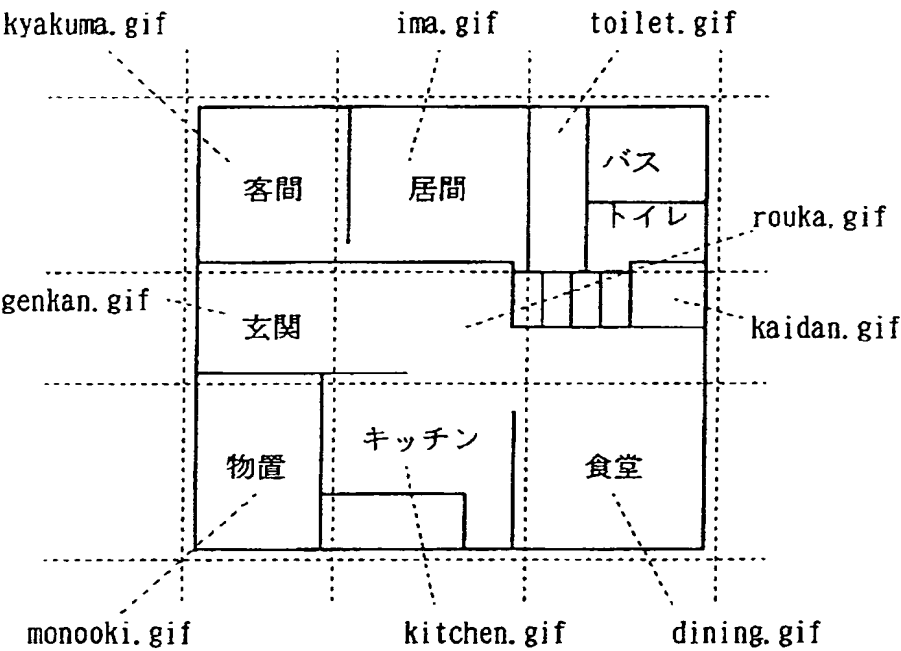 kyakuma.gif
ima.gif
toilet.gif
客間
居間
バス
トイレ
rouka.gif
genkan.gif
玄関
kaidan.gif
物置
キッチン
食堂
monooki.gif
kitchen.gif
dining.gif